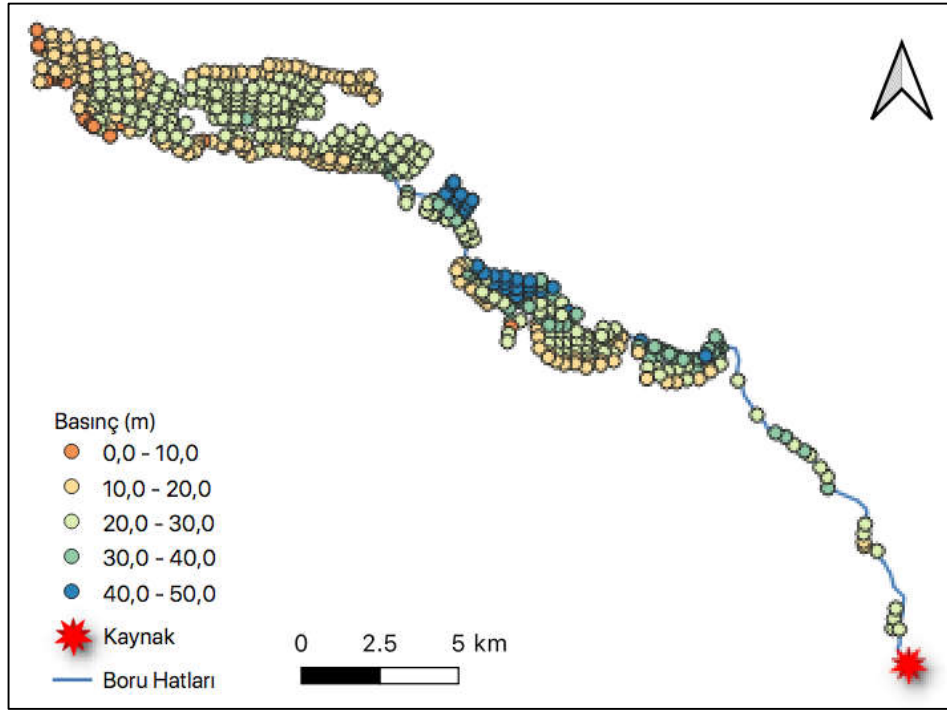 Basınç (m)
0,0 - 10,0
10,0 - 20,0
20,0 - 30,0
30,0 - 40,0
40,0 - 50,0
Kaynak
Boru Hatları
0 2.5 5 km